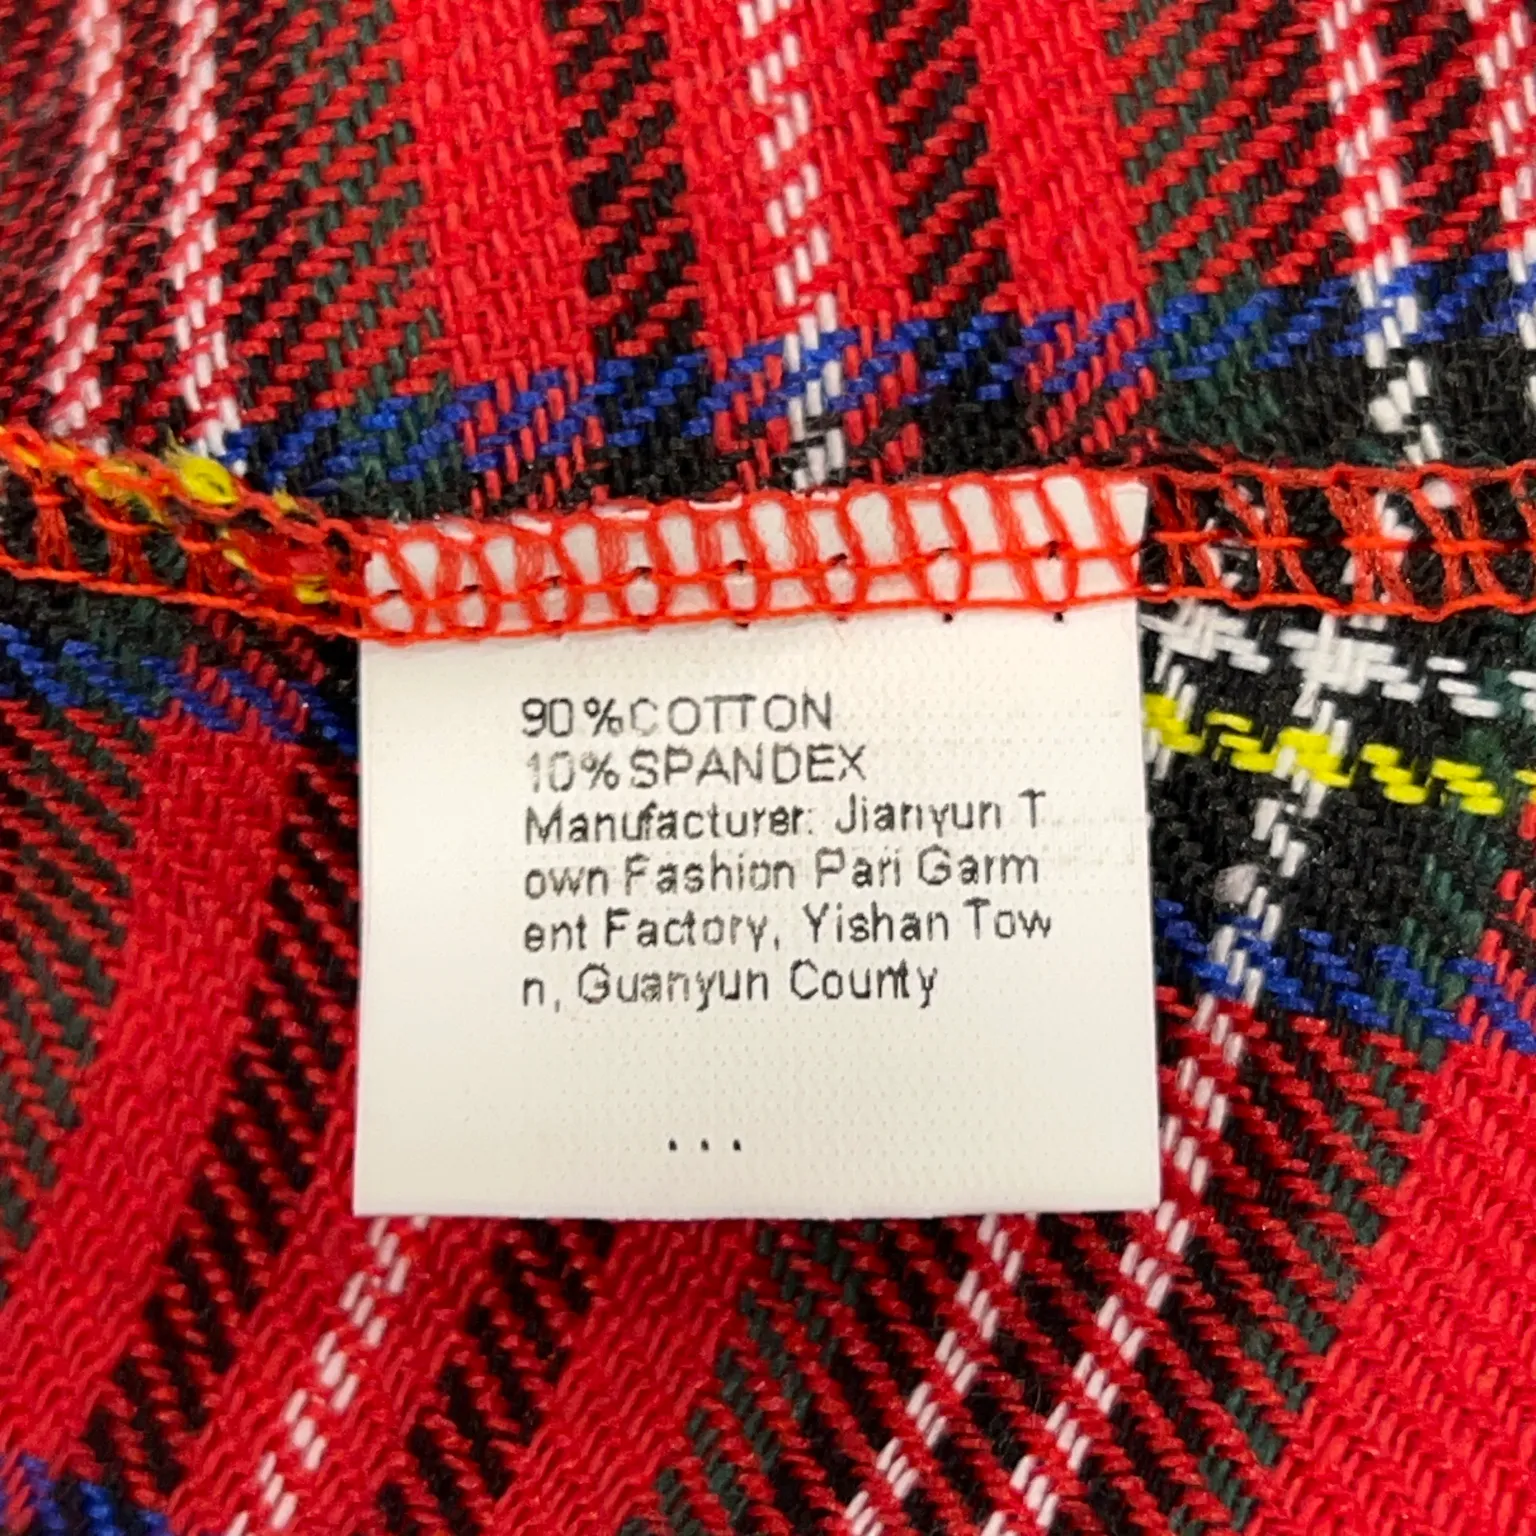 90%COTTON
10%SPANDEX
Manufacturer: Jianyun T
own Fashion Pari Garm
ent Factory, Yishan Tow
n, Guanyun County
...